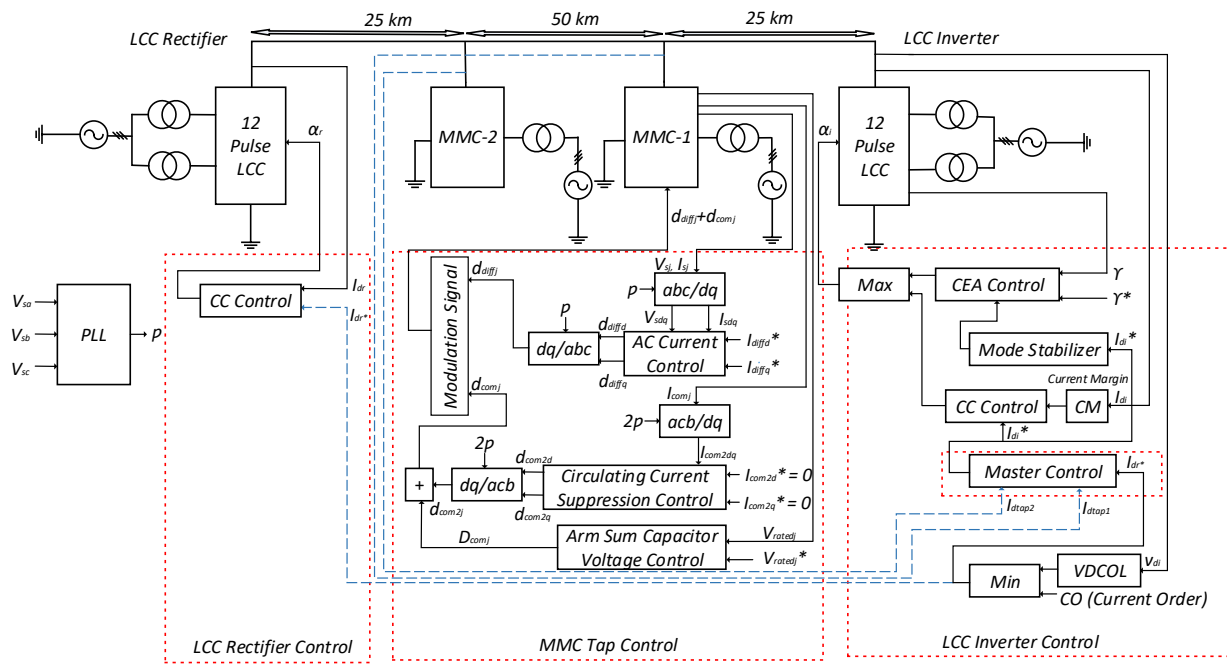 25 km
50 km
25 km
LCC Rectifier
LCC Inverter
12
Pulse
LCC
αr
MMC-2
MMC-1
αi
12
Pulse
LCC
ddiffj+dcomj
Vsa
Vsb
Vsc
PLL
p
CC Control
Idr
Idr*
Modulation Signal
ddiffj
dcomj
Vsj, Isj
p
abc/dq
Vsdq
Isdq
p
dq/abc
ddiffd
ddiffq
AC Current
Control
Idiffd*
Idiffq*
Icomj
2p
acb/dq
Icom2dq
2p
+
dq/acb
dcom2j
dcom2d
dcom2q
Circulating Current
Suppression Control
Icom2d* = 0
Icom2q* = 0
Dcomj
Arm Sum Capacitor
Voltage Control
Vratedj
Vratedj*
Max
CEA Control
ϒ
ϒ*
Mode Stabilizer
Idi*
Current Margin
CC Control
CM
Idi
Idi*
Master Control
Idr*
Idtap2
Idtap1
Min
VDCOL
vdi
CO (Current Order)
LCC Rectifier Control
MMC Tap Control
LCC Inverter Control